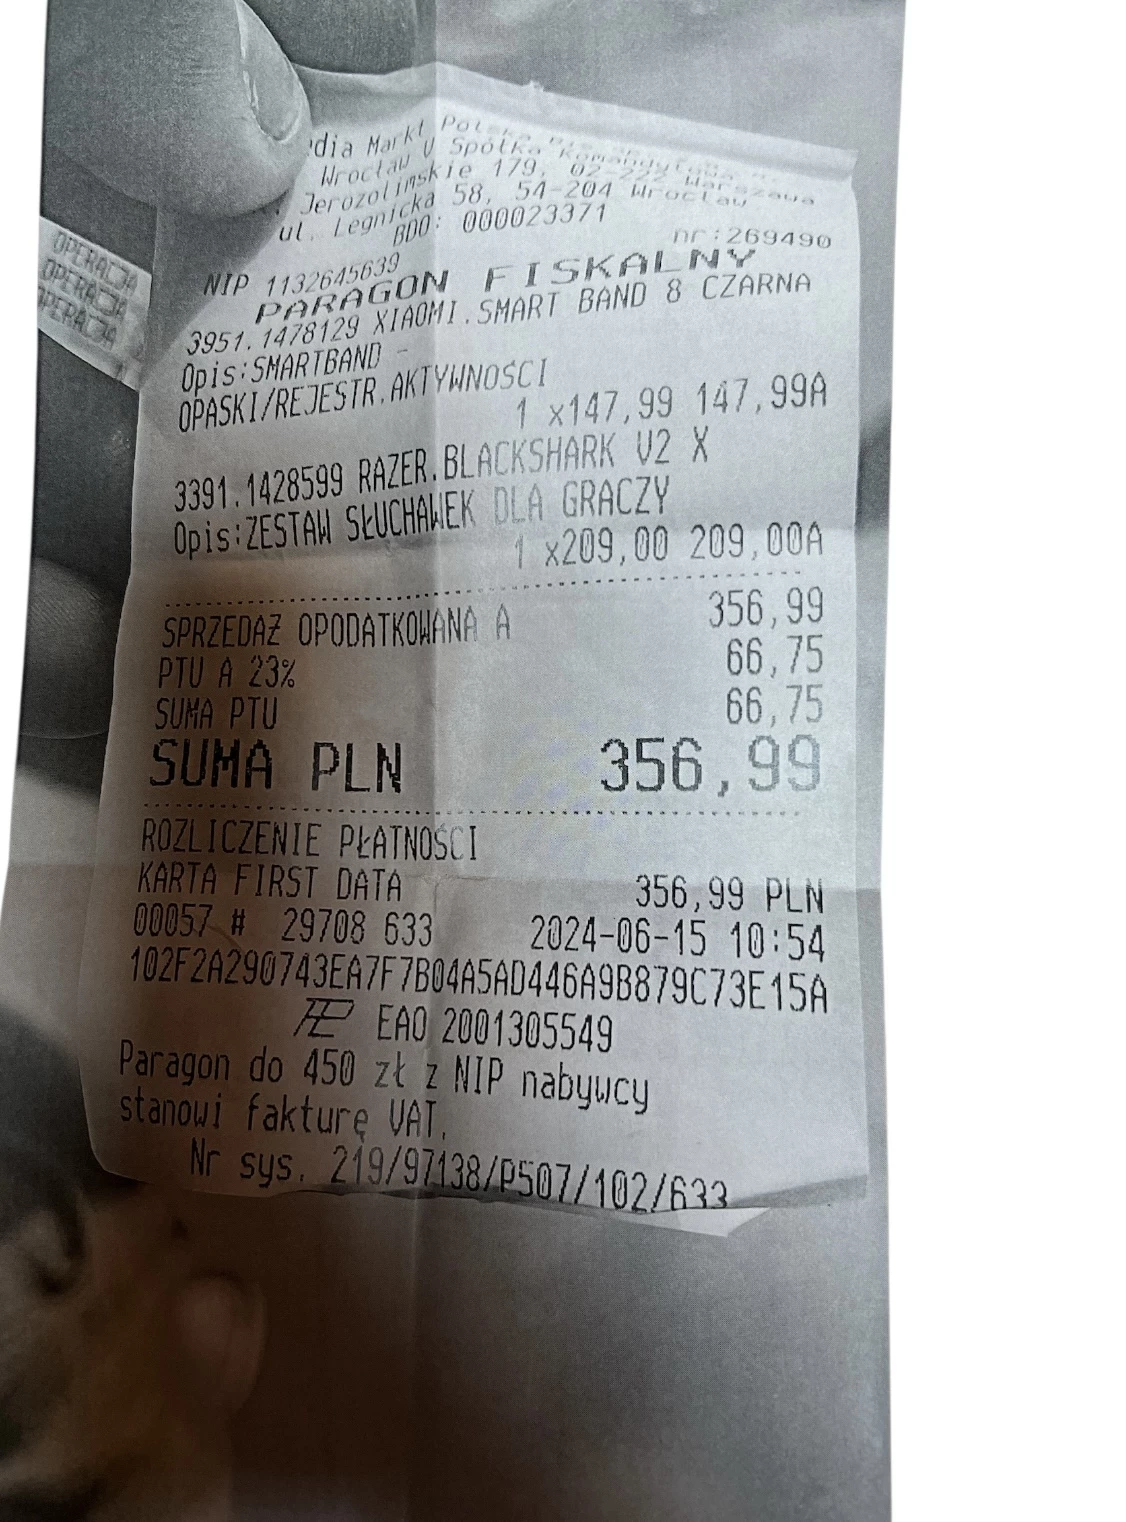 dia Markt Polska
Wrocław V Spółka Komandytowa
Jerozolimskie 179, 02-222 Warszawa
ul. Legnicka 58, 54-204 Wrocław
BDO: 000023371
NIP 1132645639 nr:269490
PARAGON FISKALNY
3951.1478129 XIAOMI.SMART BAND 8 CZARNA
Opis:SMARTBAND -
OPASKI/REJESTR.AKTYWNOŚCI
1 x147,99 147,99A
3391.1428599 RAZER.BLACKSHARK V2 X
Opis:ZESTAW SŁUCHAWEK DLA GRACZY
1 x209,00 209,00A
SPRZEDAŻ OPODATKOWANA A 356,99
PTU A 23% 66,75
SUMA PTU 66,75
SUMA PLN 356,99
ROZLICZENIE PŁATNOŚCI
KARTA FIRST DATA 356,99 PLN
00057 # 29708 633 2024-06-15 10:54
102F2A290743EA7F7B04A5AD446A9B879C73E15A
EAO 2001305549
Paragon do 450 zł z NIP nabywcy
stanowi fakturę VAT.
Nr sys. 219/97138/P507/102/633
OPERACJA
OPERACJA
OPERACJA